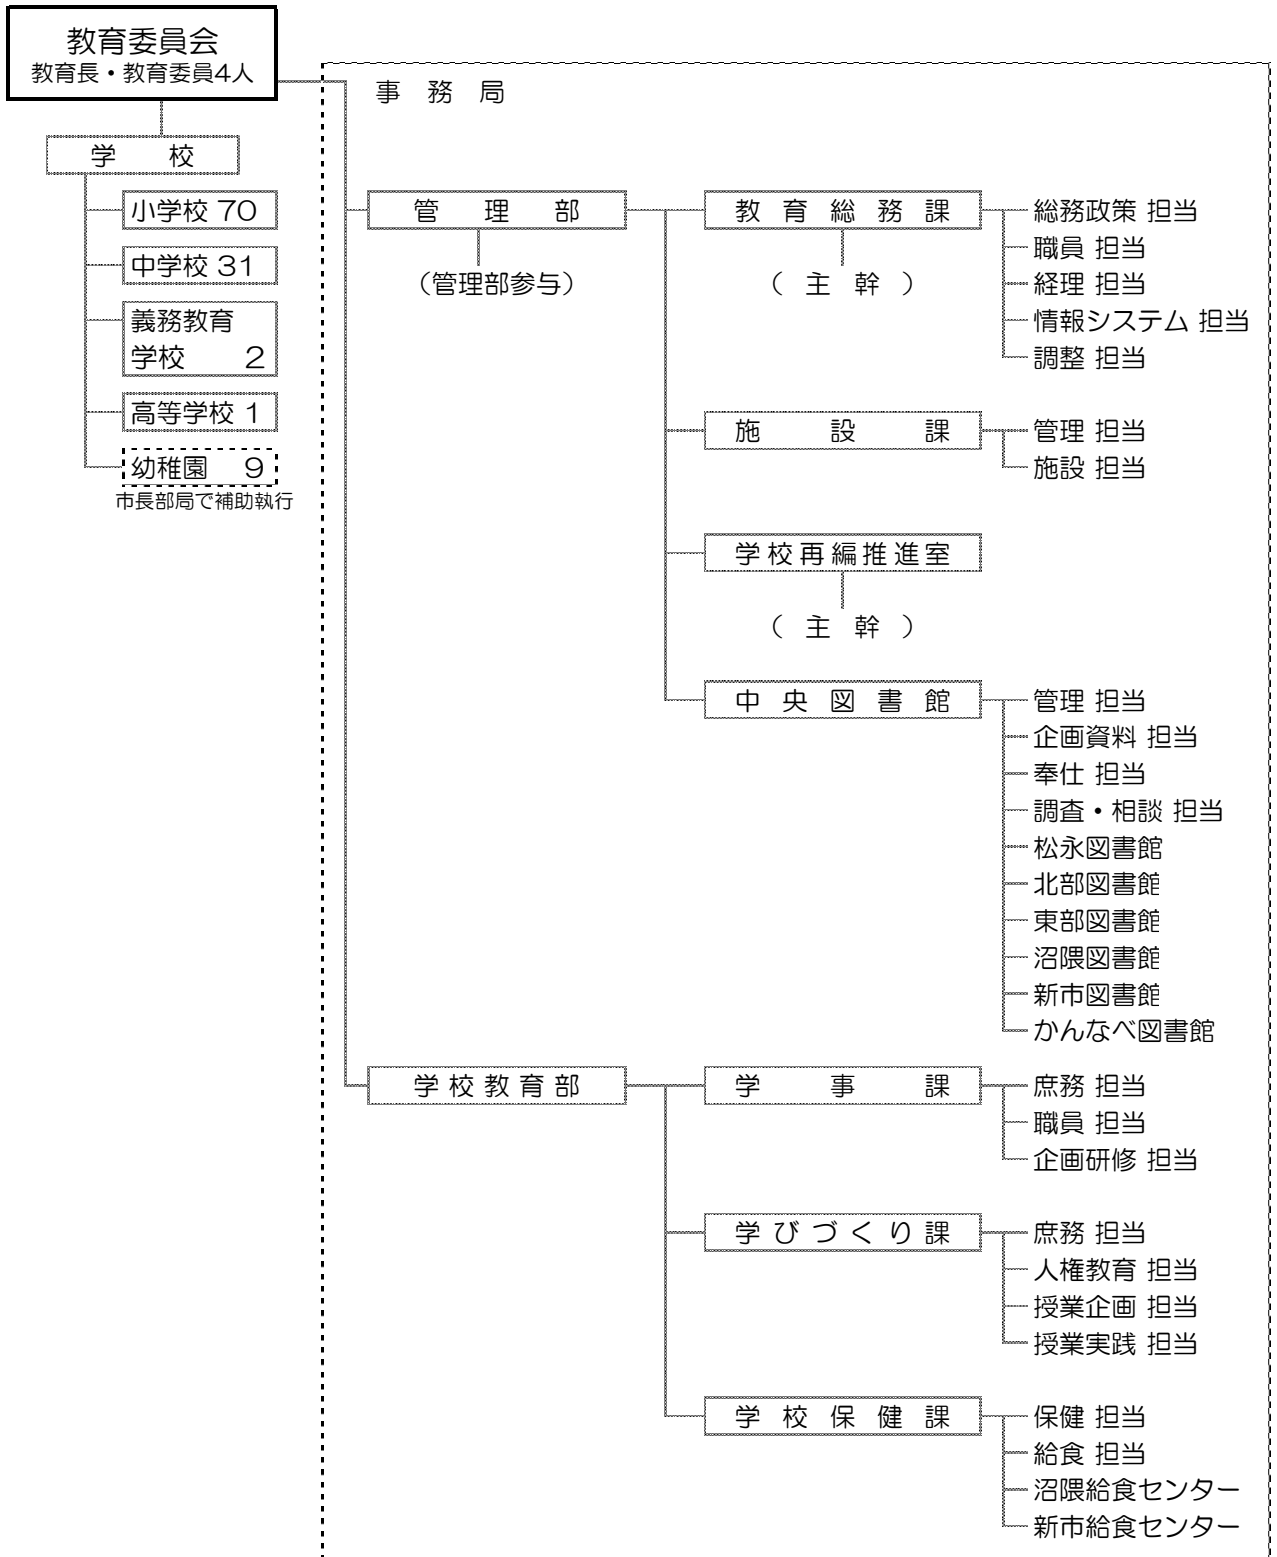 教育委員会
教育長・教育委員4人
学校
小学校 70
中学校 31
義務教育
学校 2
高等学校 1
幼稚園 9
市長部局で補助執行
事務局
管理部
(管理部参与)
教育総務課
(主幹)
総務政策 担当
職員 担当
経理 担当
情報システム 担当
調整 担当
施設課
管理 担当
施設 担当
学校再編推進室
(主幹)
中央図書館
管理 担当
企画資料 担当
奉仕 担当
調査・相談 担当
松永図書館
北部図書館
東部図書館
沼隈図書館
新市図書館
かんなべ図書館
学校教育部
学事課
庶務 担当
職員 担当
企画研修 担当
学びづくり課
庶務 担当
人権教育 担当
授業企画 担当
授業実践 担当
学校保健課
保健 担当
給食 担当
沼隈給食センター
新市給食センター